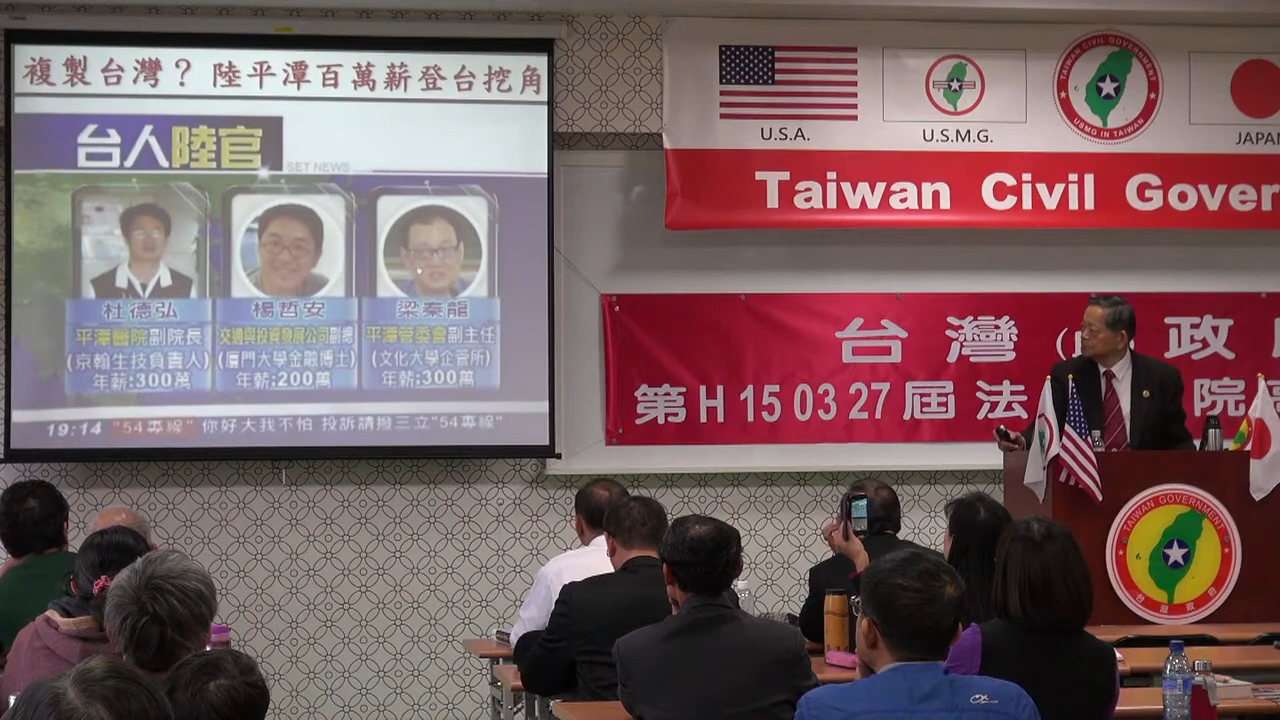 複製台灣？ 陸平潭百萬薪登台挖角
台人陸官
SET NEWS
杜德弘
平潭醫院副院長
(京翰生技負責人)
年薪:300萬
楊哲安
交通與投資發展公司副總
(廈門大學金融博士)
年薪:200萬
梁秦龍
平潭管委會副主任
(文化大學企管所)
年薪:300萬
19:14 "54專線" 你好大我不怕 投訴請撥三立"54專線"
U.S.A.
U.S.M.G.
TAIWAN CIVIL GOVERNMENT
USMG IN TAIWAN
JAPA
Taiwan Civil Gover
台灣(
政
第H 15 03 27屆法
院
TAIWAN GOVERNMENT
台灣政府